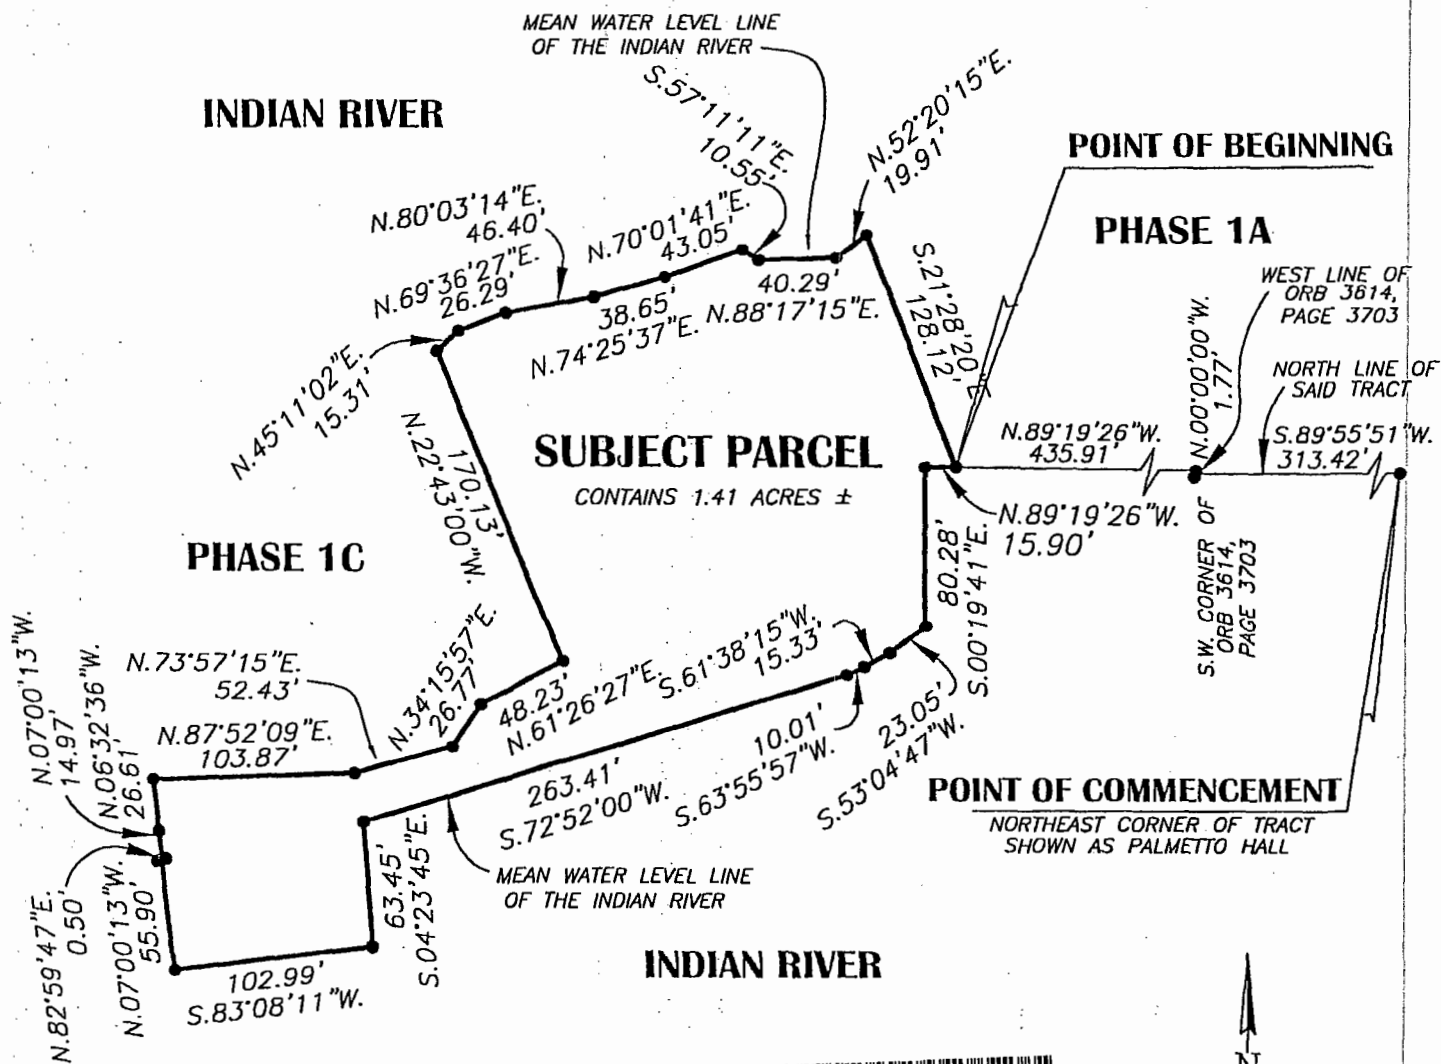 MEAN WATER LEVEL LINE
OF THE INDIAN RIVER
INDIAN RIVER
S.57°11'11"E.
10.55'
N.52°20'15"E.
19.91'
POINT OF BEGINNING
PHASE 1A
N.80°03'14"E.
46.40'
N.70°01'41"E.
43.05'
N.69°36'27"E.
26.29'
38.65'
N.74°25'37"E.
40.29'
N.88°17'15"E.
S.21°28'20"E
128.12'
WEST LINE OF
ORB 3614,
PAGE 3703
N.00°00'00"W.
1.77'
NORTH LINE OF
SAID TRACT
N.45°11'02"E.
15.31'
170.13'
N.22°43'00"W.
SUBJECT PARCEL
CONTAINS 1.41 ACRES ±
N.89°19'26"W.
435.91'
S.89°55'51"W.
313.42'
N.89°19'26"W.
15.90'
80.28'
S.00°19'41"E.
S.W. CORNER OF
ORB 3614,
PAGE 3703
PHASE 1C
N.07°00'13"W.
14.97'
N.06°32'36"W.
26.61'
N.73°57'15"E.
52.43'
N.87°52'09"E.
103.87'
N.34°15'57"E.
26.77'
48.23'
N.61°26'27"E.
S.61°38'15"W.
15.33'
263.41'
S.72°52'00"W.
10.01'
S.63°55'57"W.
23.05'
S.53°04'47"W.
POINT OF COMMENCEMENT
NORTHEAST CORNER OF TRACT
SHOWN AS PALMETTO HALL
MEAN WATER LEVEL LINE
OF THE INDIAN RIVER
N.82°59'47"E.
0.50'
N.07°00'13"W.
55.90'
63.45'
S.04°23'45"E.
102.99'
S.83°08'11"W.
INDIAN RIVER
N